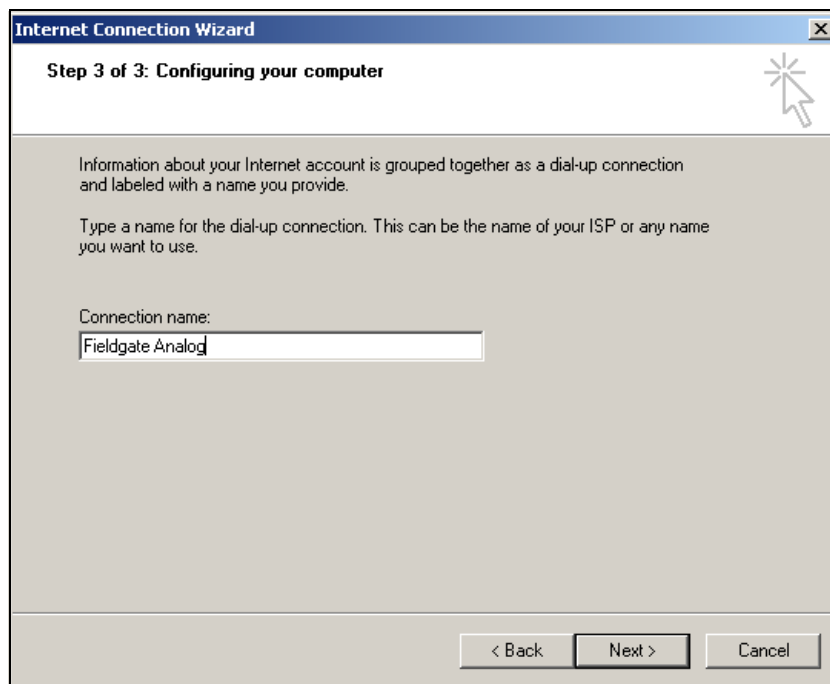 Internet Connection Wizard
Step 3 of 3: Configuring your computer
Information about your Internet account is grouped together as a dial-up connection
and labeled with a name you provide.
Type a name for the dial-up connection. This can be the name of your ISP or any name
you want to use.
Connection name:
Fieldgate Analog
< Back Next > Cancel